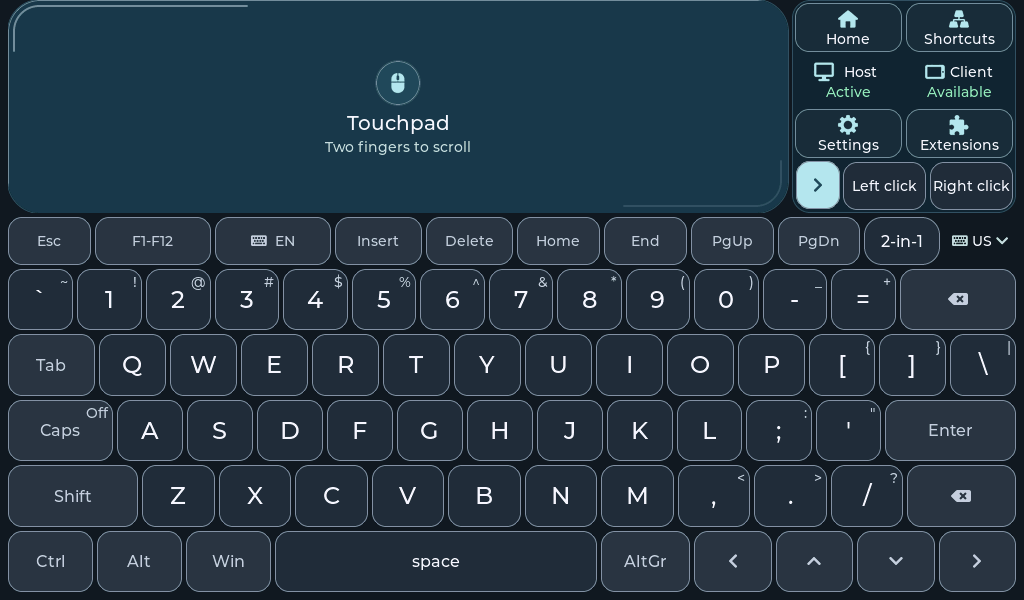 Touchpad
Two fingers to scroll
Home
Shortcuts
Host
Active
Client
Available
Settings
Extensions
Left click
Right click
Esc F1-F12 EN Insert Delete Home End PgUp PgDn 2-in-1 US
` ~ 1 ! 2 @ 3 # 4 $ 5 % 6 ^ 7 & 8 * 9 ( 0 ) - _ = +
Tab Q W E R T Y U I O P [ { ] } \ |
Caps Off A S D F G H J K L ; : ' " Enter
Shift Z X C V B N M , < . > / ?
Ctrl Alt Win space AltGr